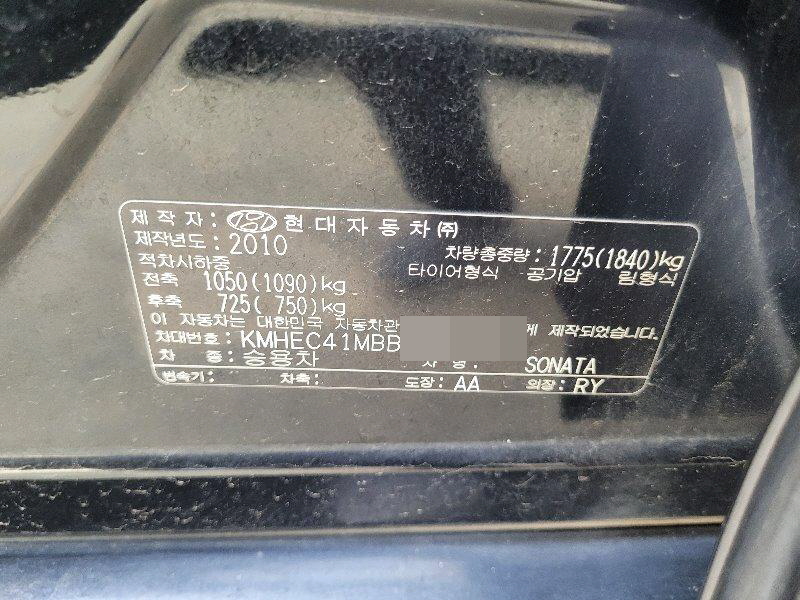 제작자: 현대자동차(주)
제작년도: 2010 차량총중량: 1775(1840)kg
적차시하중 타이어형식 공기압 림형식
전축 1050(1090)kg
후축 725( 750)kg
이 자동차는 대한민국 자동차관 게 제작되었습니다.
차대번호: KMHEC41MBB
차 종: 승용차 차 명: SONATA
변속기: 차축: 도장: AA 의장: RY